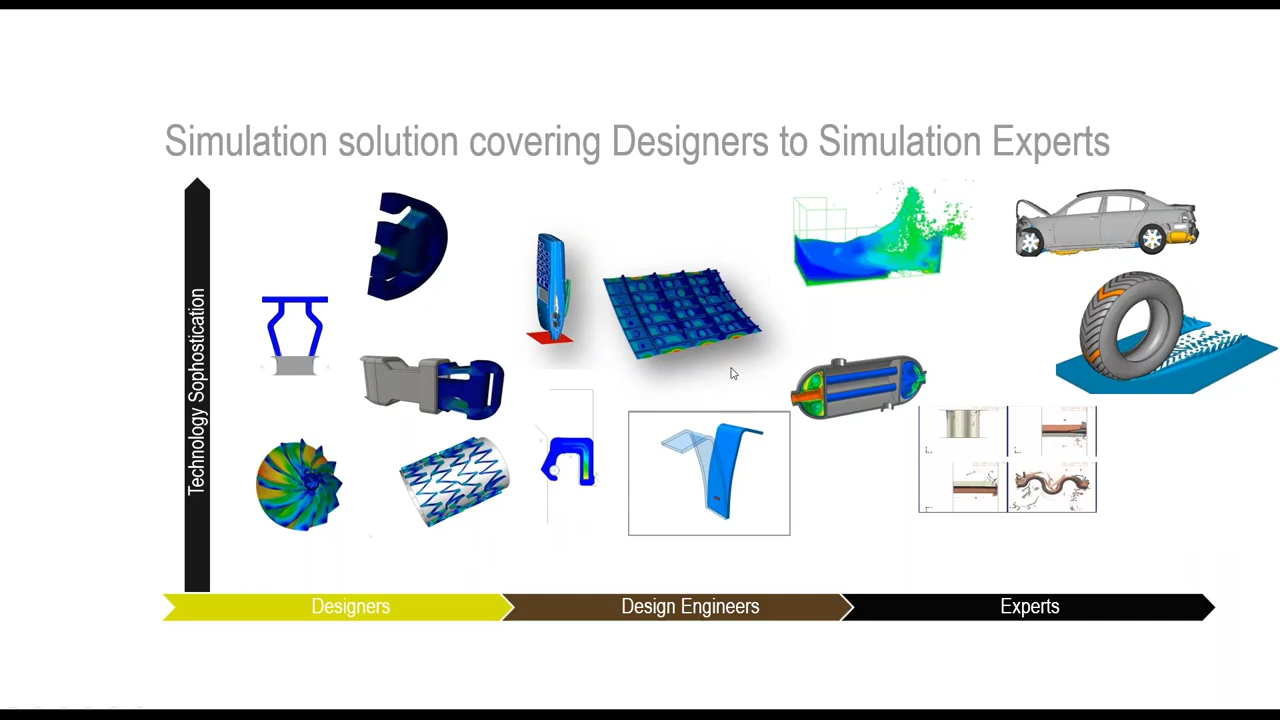 Simulation solution covering Designers to Simulation Experts
Technology Sophostication
Designers
Design Engineers
Experts